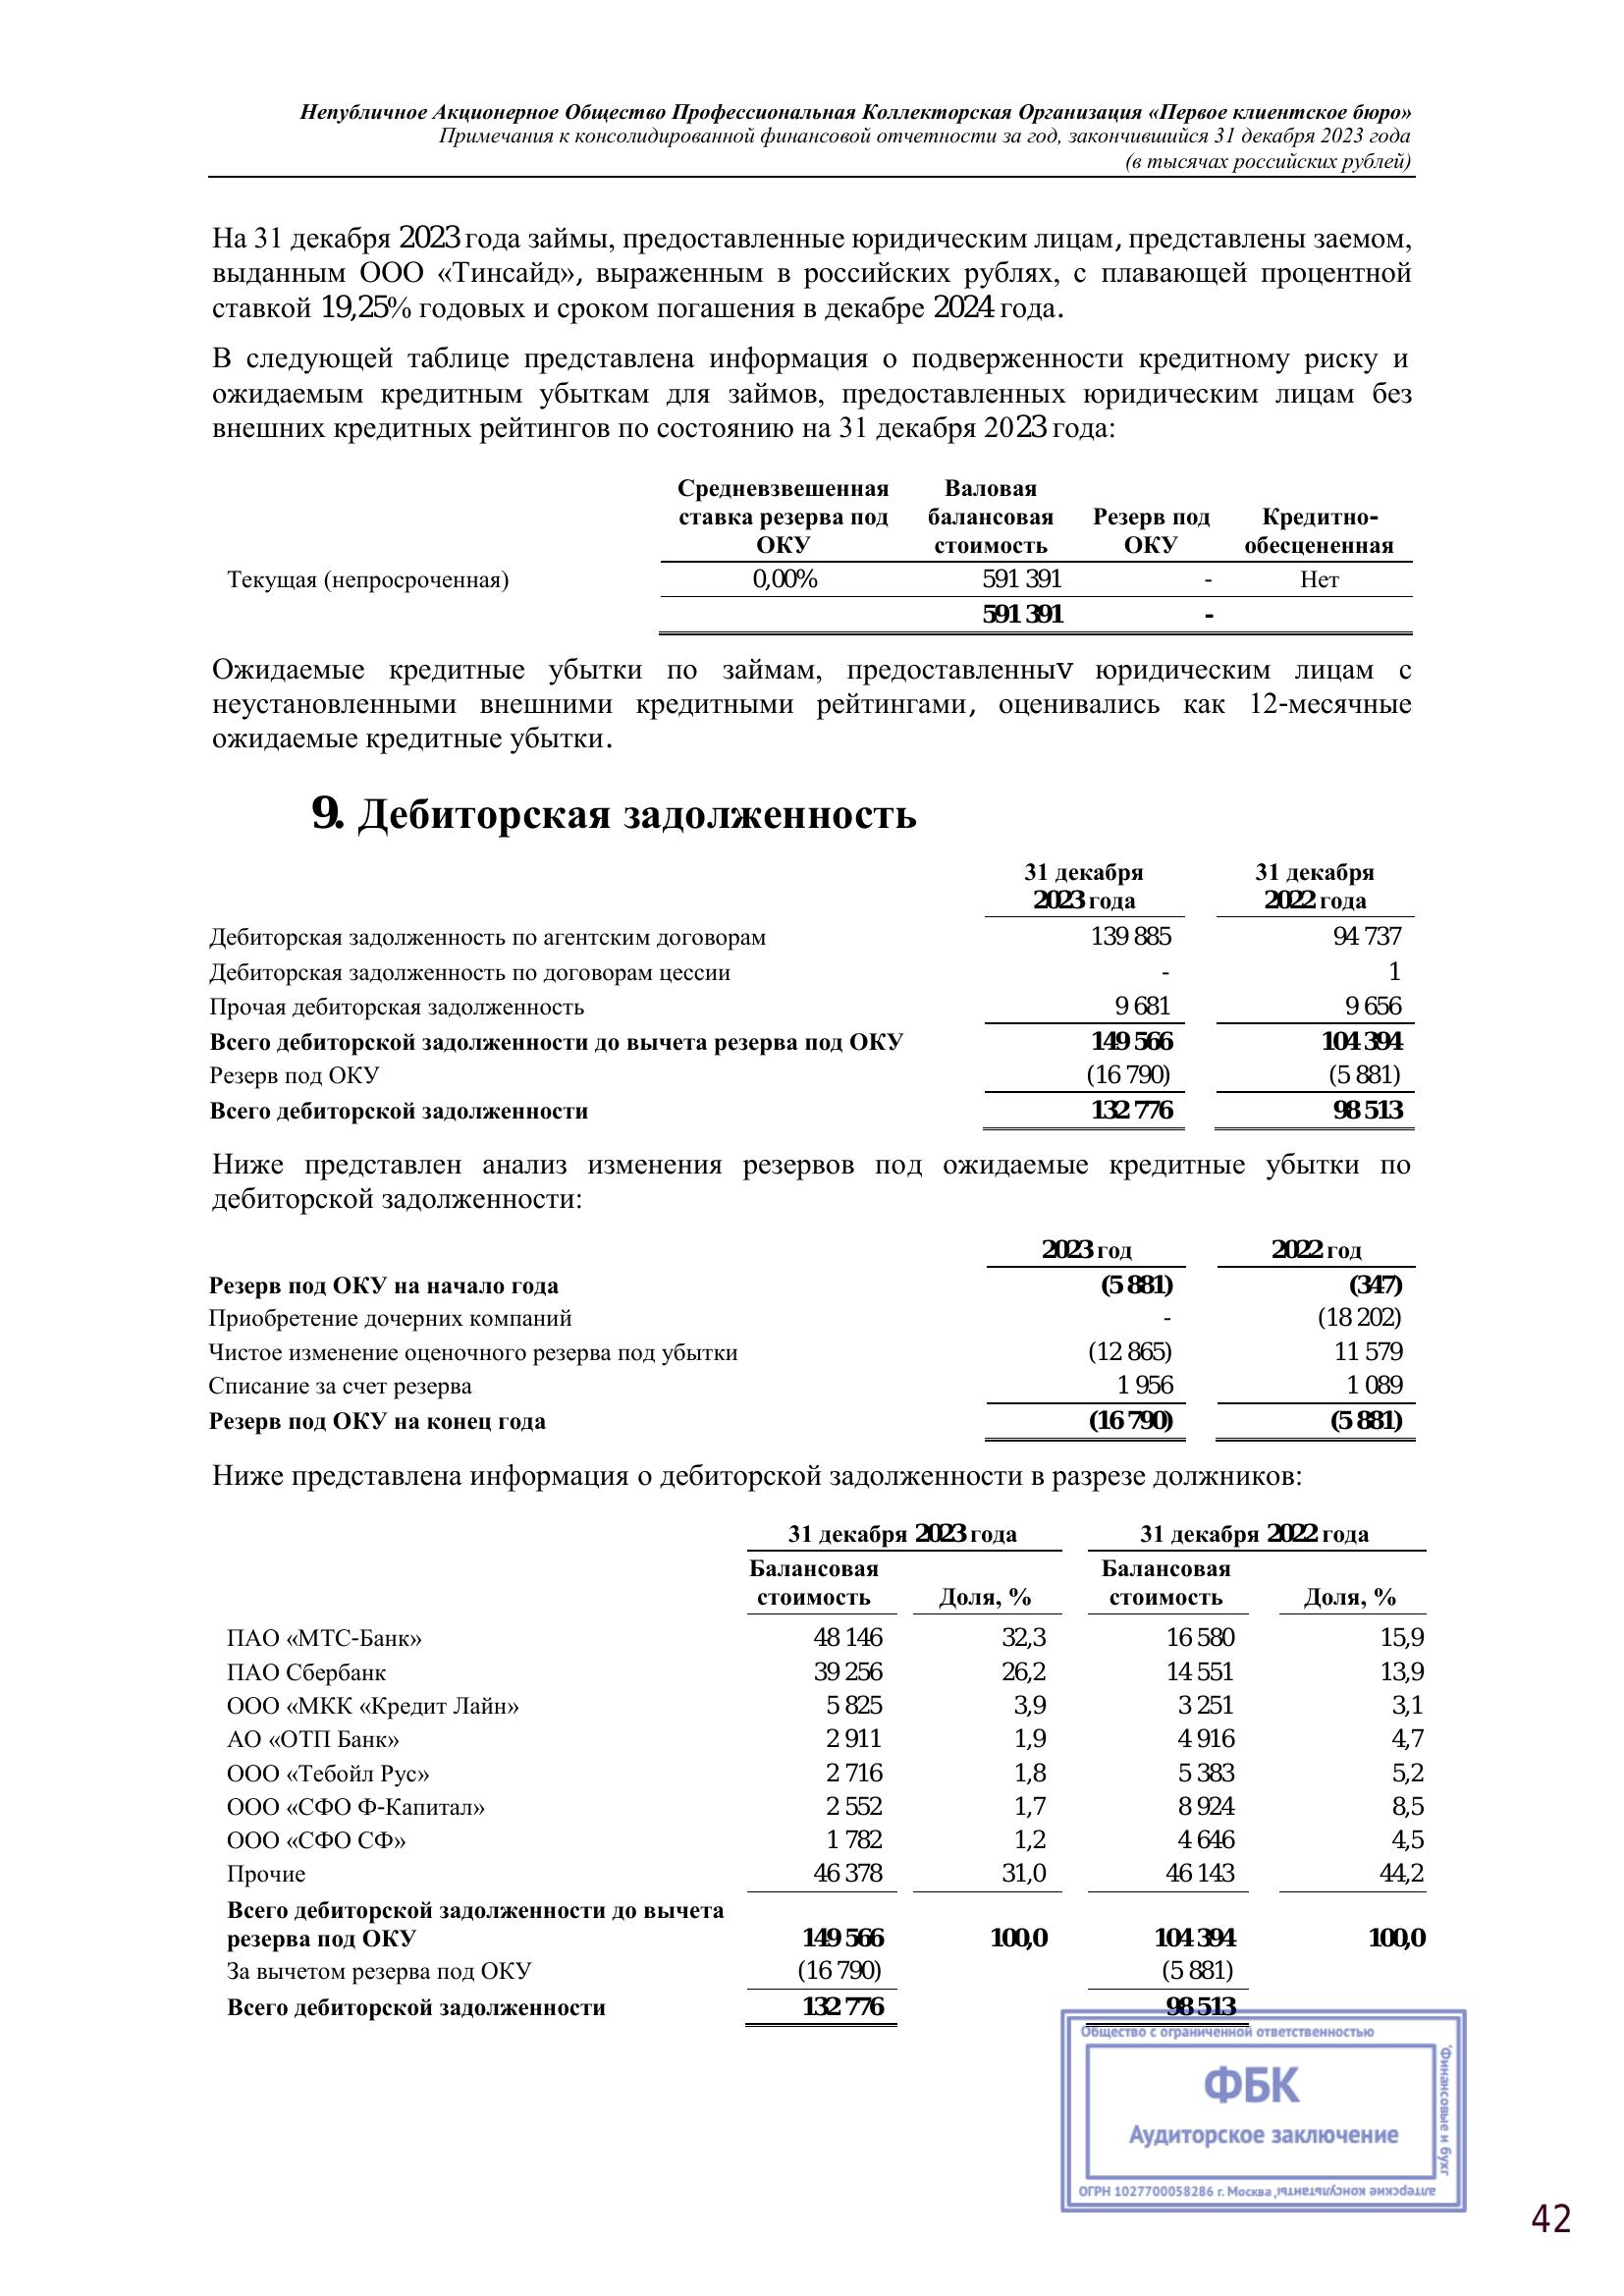 Непубличное Акционерное Общество Профессиональная Коллекторская Организация «Первое клиентское бюро»
Примечания к консолидированной финансовой отчетности за год, закончившийся 31 декабря 2023 года
(в тысячах российских рублей)
На 31 декабря 2023 года займы, предоставленные юридическим лицам, представлены заемом,
выданным ООО «Тинсайд», выраженным в российских рублях, с плавающей процентной
ставкой 19,25% годовых и сроком погашения в декабре 2024 года.
В следующей таблице представлена информация о подверженности кредитному риску и
ожидаемым кредитным убыткам для займов, предоставленных юридическим лицам без
внешних кредитных рейтингов по состоянию на 31 декабря 2023 года:
Средневзвешенная Валовая
ставка резерва под балансовая Резерв под Кредитно-
ОКУ стоимость ОКУ обесцененная
Текущая (непросроченная) 0,00% 591 391 - Нет
591 391 -
Ожидаемые кредитные убытки по займам, предоставленныv юридическим лицам с
неустановленными внешними кредитными рейтингами, оценивались как 12-месячные
ожидаемые кредитные убытки.
9. Дебиторская задолженность
31 декабря 31 декабря
2023 года 2022 года
Дебиторская задолженность по агентским договорам 139 885 94 737
Дебиторская задолженность по договорам цессии - 1
Прочая дебиторская задолженность 9 681 9 656
Всего дебиторской задолженности до вычета резерва под ОКУ 149 566 104 394
Резерв под ОКУ (16 790) (5 881)
Всего дебиторской задолженности 132 776 98 513
Ниже представлен анализ изменения резервов под ожидаемые кредитные убытки по
дебиторской задолженности:
2023 год 2022 год
Резерв под ОКУ на начало года (5 881) (347)
Приобретение дочерних компаний - (18 202)
Чистое изменение оценочного резерва под убытки (12 865) 11 579
Списание за счет резерва 1 956 1 089
Резерв под ОКУ на конец года (16 790) (5 881)
Ниже представлена информация о дебиторской задолженности в разрезе должников:
31 декабря 2023 года 31 декабря 2022 года
Балансовая Балансовая
стоимость Доля, % стоимость Доля, %
ПАО «МТС-Банк» 48 146 32,3 16 580 15,9
ПАО Сбербанк 39 256 26,2 14 551 13,9
ООО «МКК «Кредит Лайн» 5 825 3,9 3 251 3,1
АО «ОТП Банк» 2 911 1,9 4 916 4,7
ООО «Тебойл Рус» 2 716 1,8 5 383 5,2
ООО «СФО Ф-Капитал» 2 552 1,7 8 924 8,5
ООО «СФО СФ» 1 782 1,2 4 646 4,5
Прочие 46 378 31,0 46 143 44,2
Всего дебиторской задолженности до вычета
резерва под ОКУ 149 566 100,0 104 394 100,0
За вычетом резерва под ОКУ (16 790) (5 881)
Всего дебиторской задолженности 132 776 98 513
Общество с ограниченной ответственностью
"Финансовые и бухг
алтерские консультанты"
ФБК
Аудиторское заключение
ОГРН 1027700058286 г. Москва
42